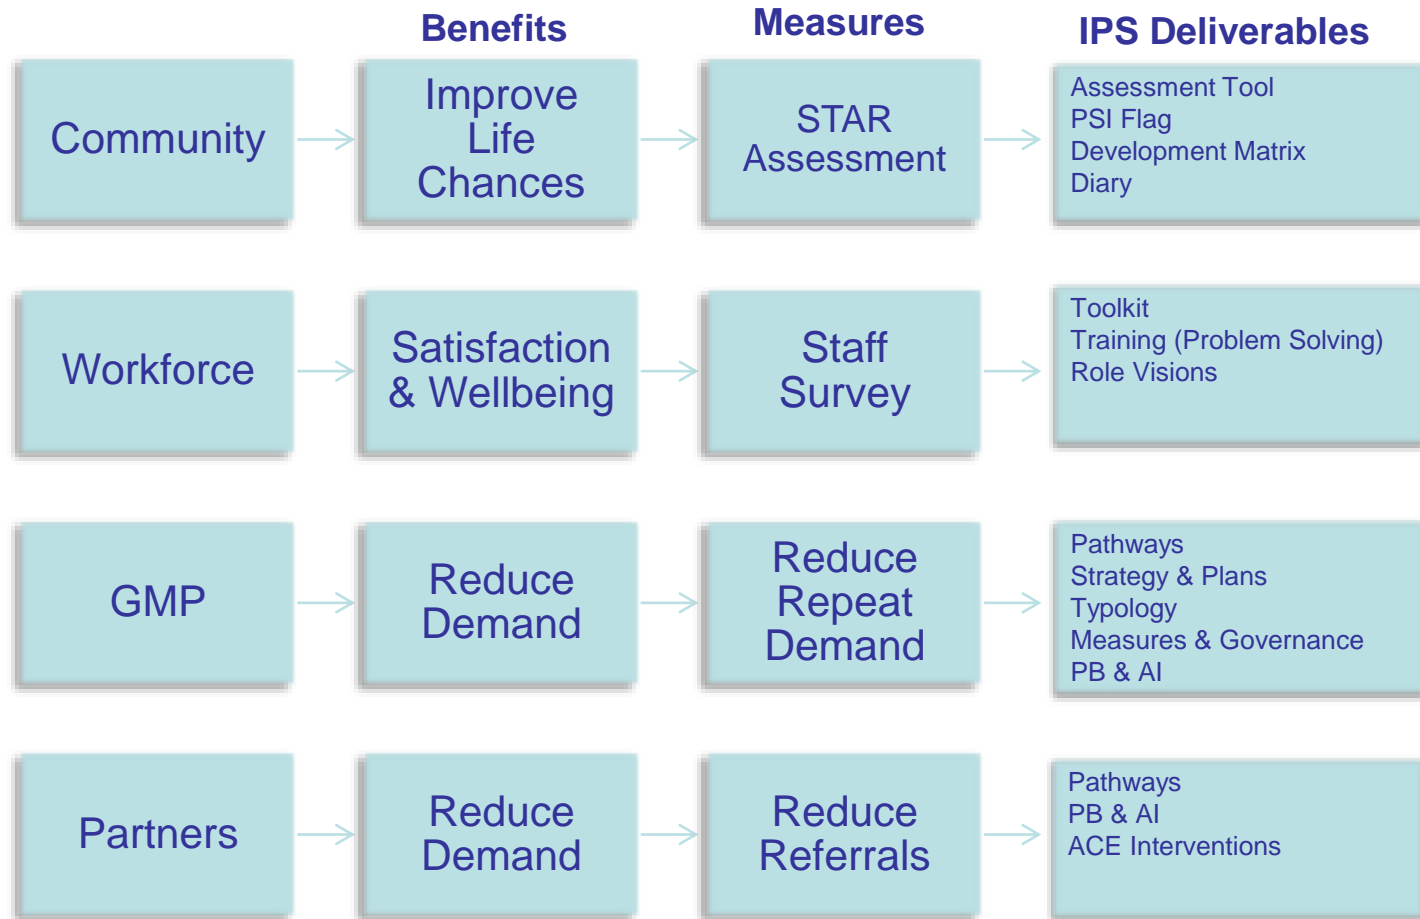 Benefits
Measures
IPS Deliverables
Community
Improve
Life
Chances
STAR
Assessment
Assessment Tool
PSI Flag
Development Matrix
Diary
Workforce
Satisfaction
& Wellbeing
Staff
Survey
Toolkit
Training (Problem Solving)
Role Visions
GMP
Reduce
Demand
Reduce
Repeat
Demand
Pathways
Strategy & Plans
Typology
Measures & Governance
PB & AI
Partners
Reduce
Demand
Reduce
Referrals
Pathways
PB & AI
ACE Interventions